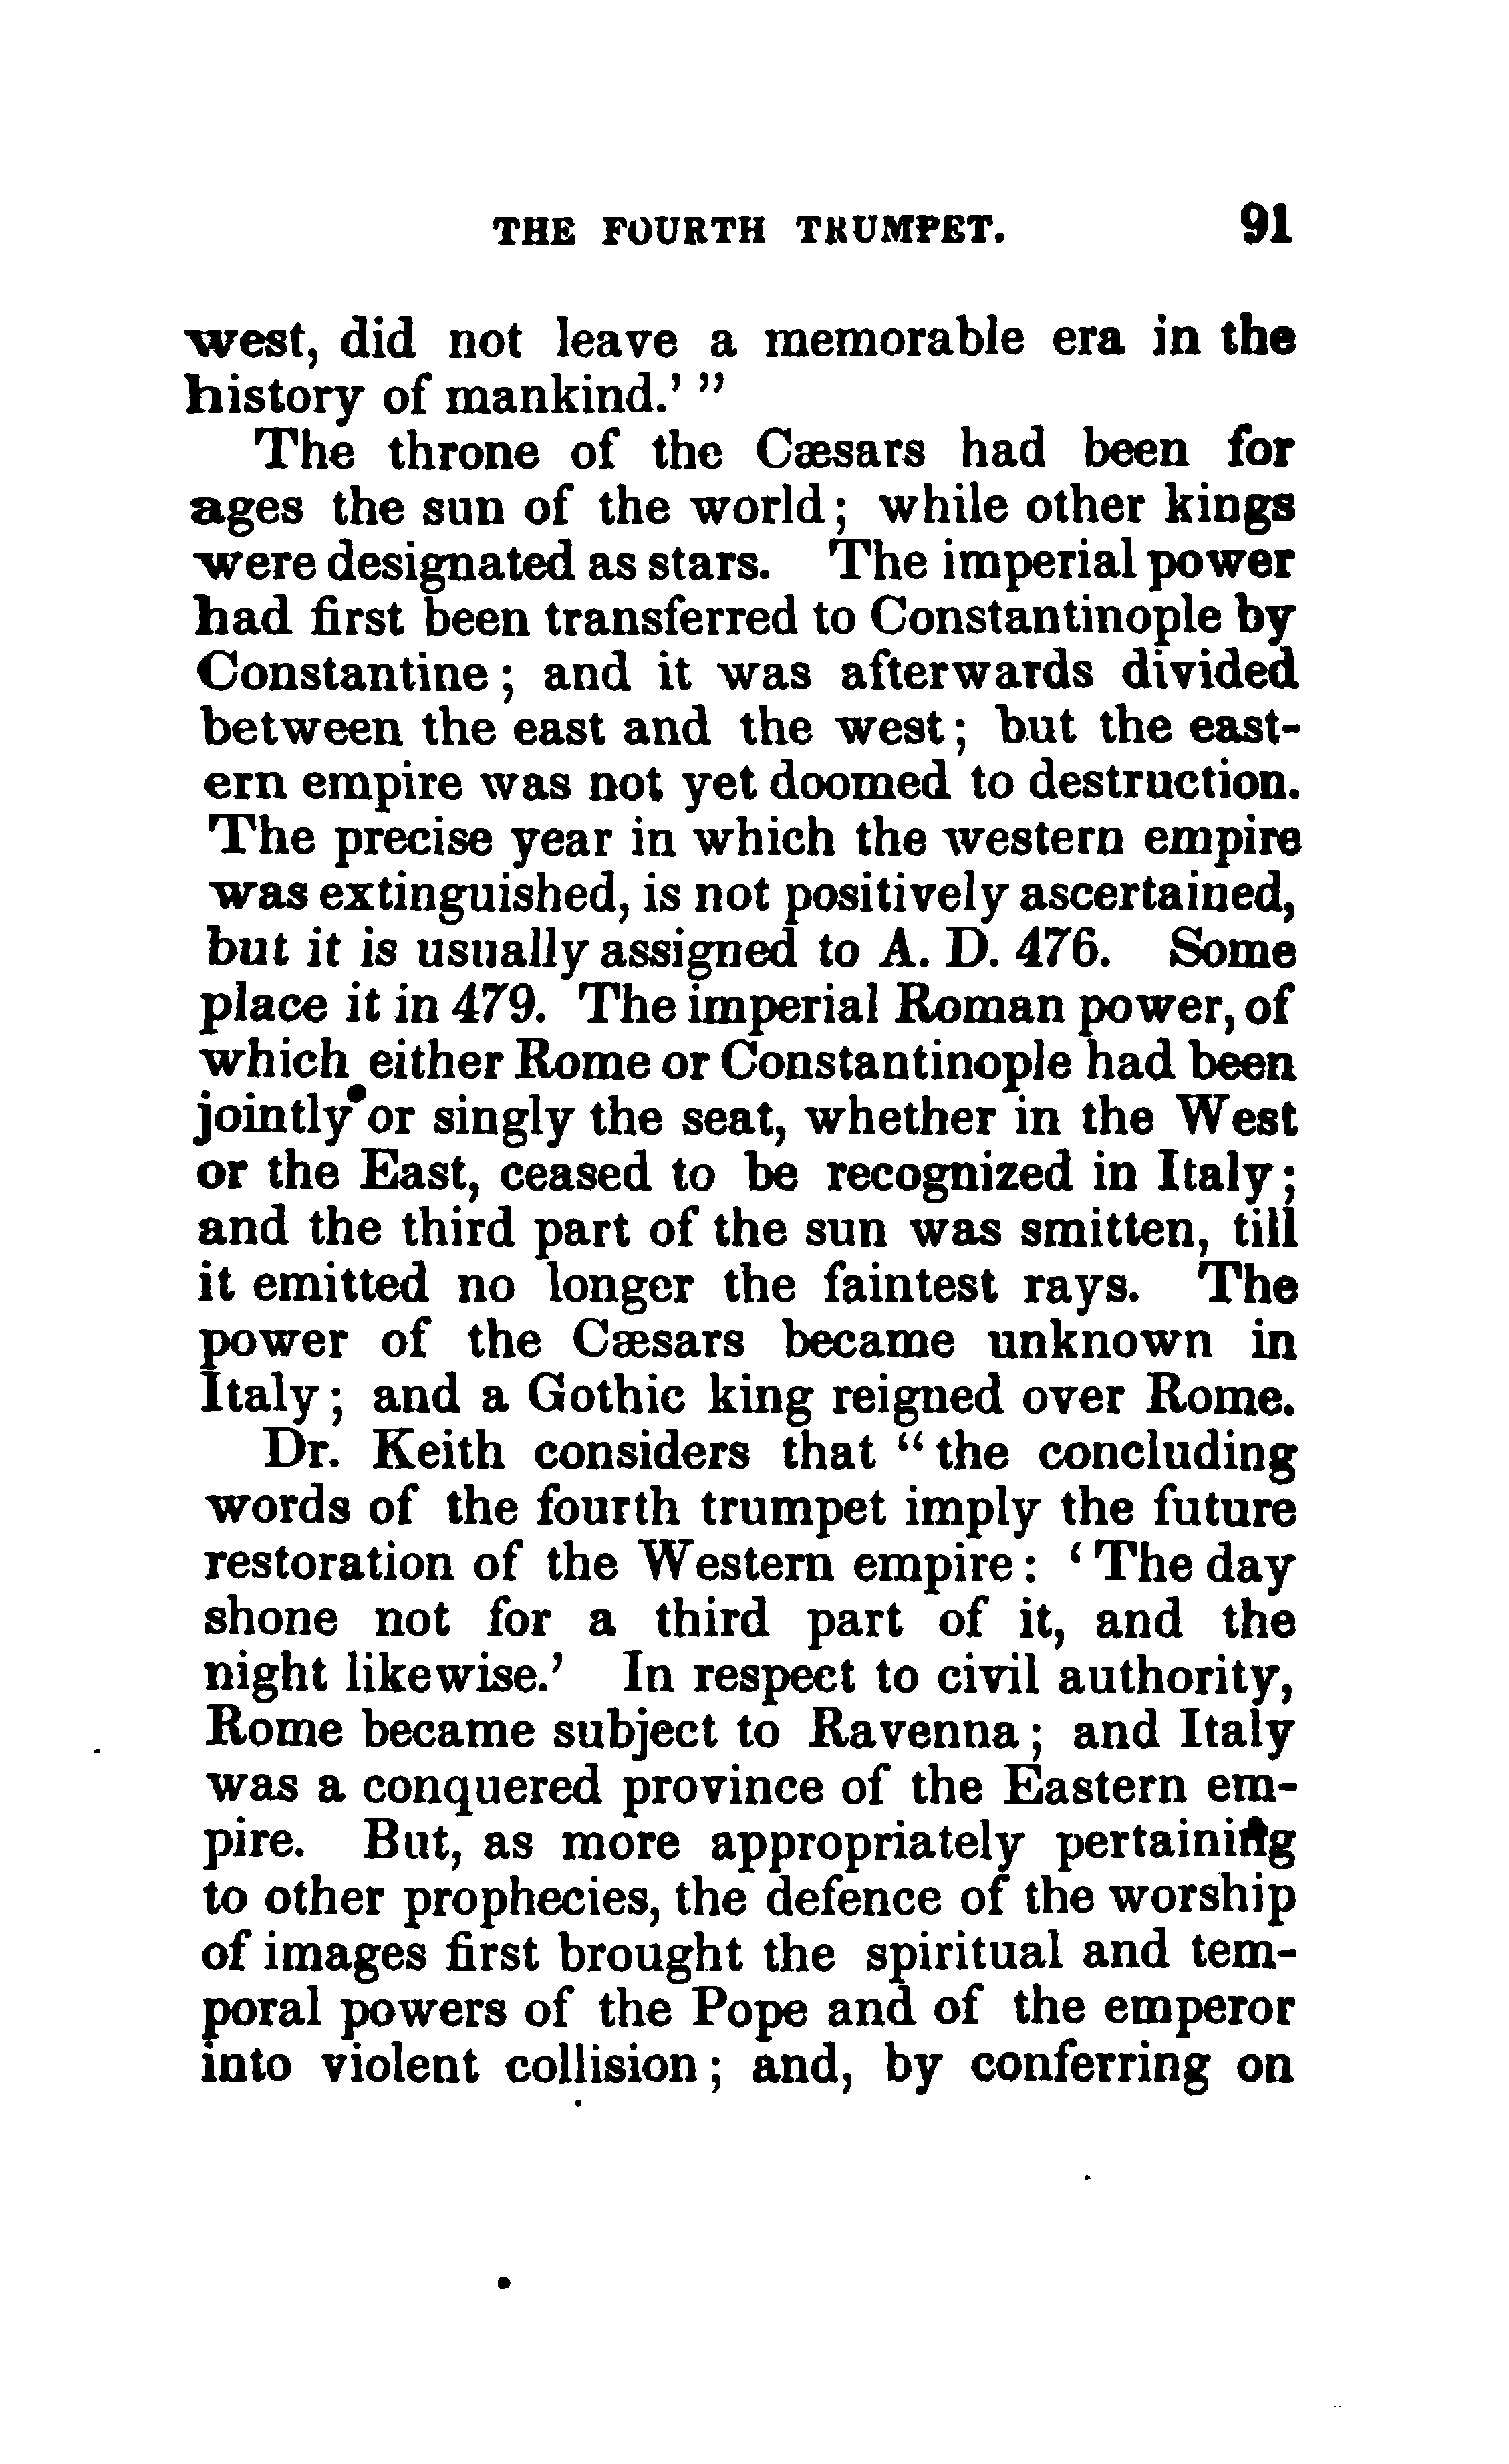 THE FOURTH TRUMPET. 91
west, did not leave a memorable era in the
history of mankind.’ ”
The throne of the Cæsars had been for
ages the sun of the world; while other kings
were designated as stars. The imperial power
had first been transferred to Constantinople by
Constantine; and it was afterwards divided
between the east and the west; but the east-
ern empire was not yet doomed to destruction.
The precise year in which the western empire
was extinguished, is not positively ascertained,
but it is usually assigned to A. D. 476. Some
place it in 479. The imperial Roman power, of
which either Rome or Constantinople had been
jointly or singly the seat, whether in the West
or the East, ceased to be recognized in Italy;
and the third part of the sun was smitten, till
it emitted no longer the faintest rays. The
power of the Cæsars became unknown in
Italy; and a Gothic king reigned over Rome.
Dr. Keith considers that “the concluding
words of the fourth trumpet imply the future
restoration of the Western empire: ‘The day
shone not for a third part of it, and the
night likewise.’ In respect to civil authority,
Rome became subject to Ravenna; and Italy
was a conquered province of the Eastern em-
pire. But, as more appropriately pertaining
to other prophecies, the defence of the worship
of images first brought the spiritual and tem-
poral powers of the Pope and of the emperor
into violent collision; and, by conferring on